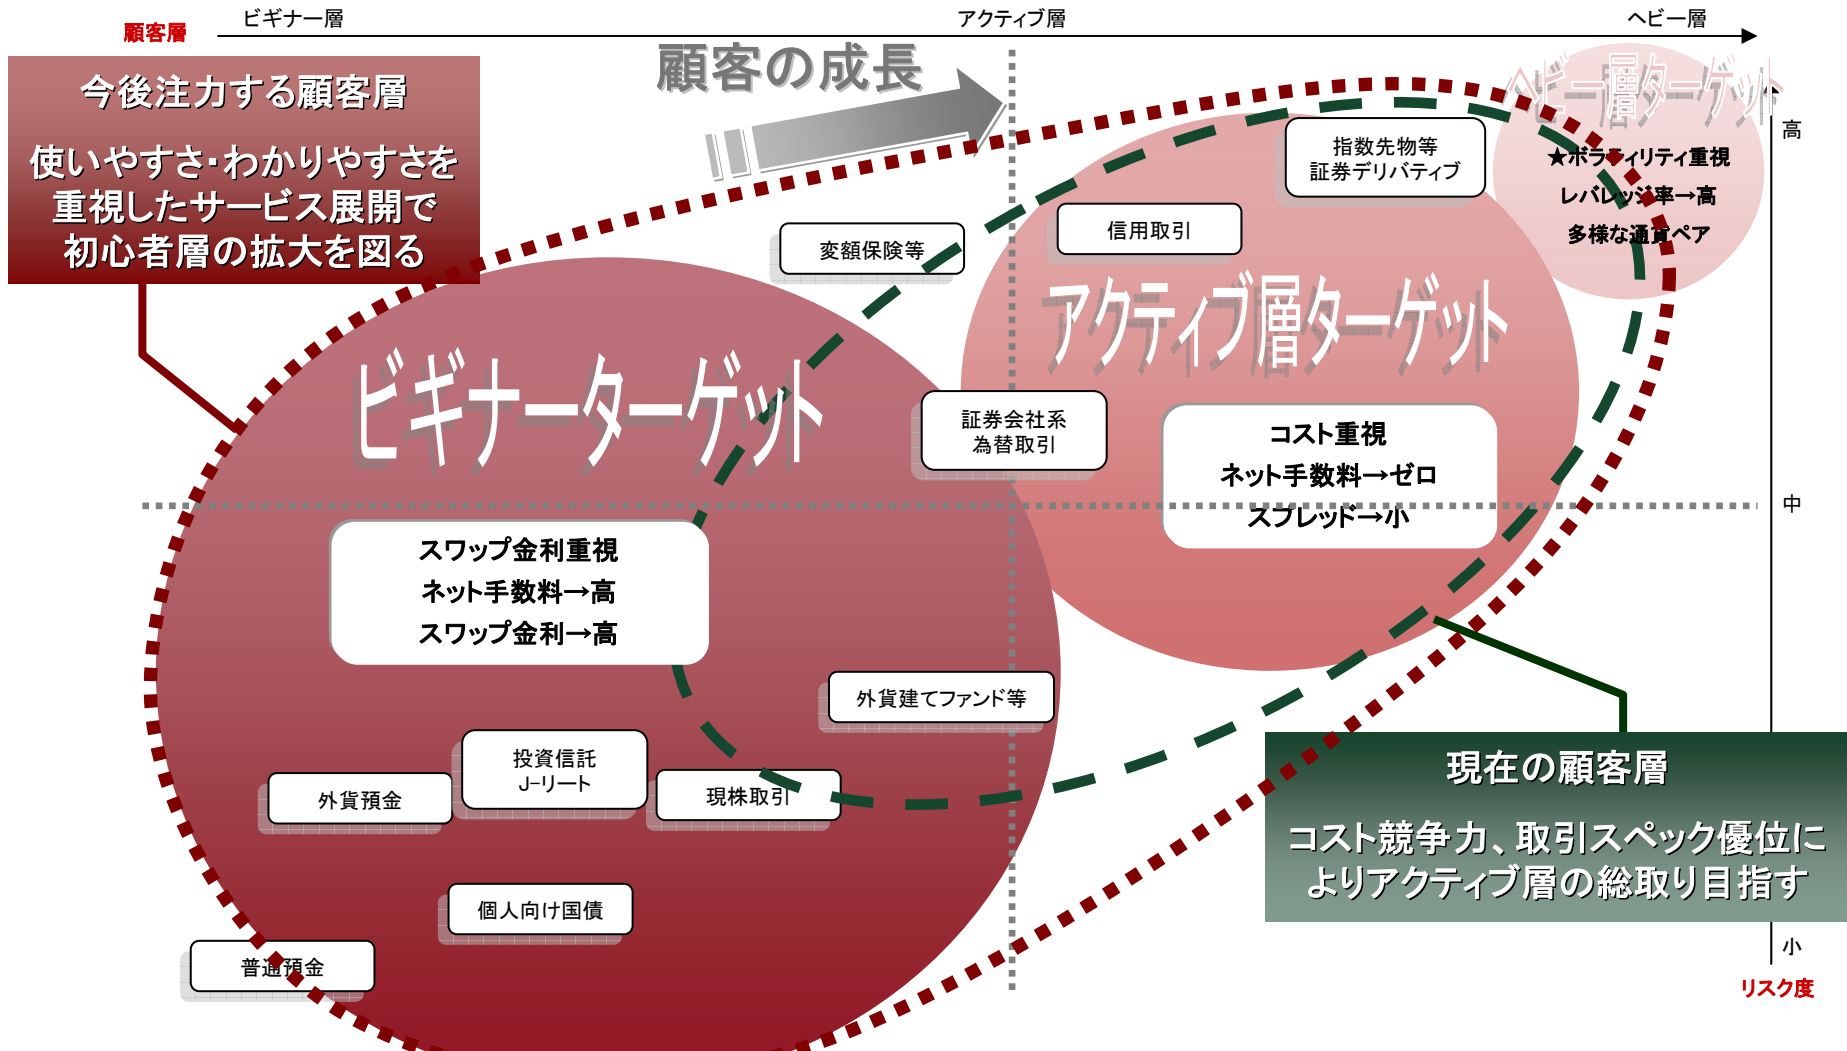 ビギナー層
アクティブ層
ヘビー層
顧客層
顧客の成長
今後注力する顧客層
使いやすさ・わかりやすさを
重視したサービス展開で
初心者層の拡大を図る
ヘビー層ターゲット
高
★ボラティリティ重視
レバレッジ率→高
多様な通貨ペア
指数先物等
証券デリバティブ
信用取引
変額保険等
アクティブ層ターゲット
ビギナーターゲット
証券会社系
為替取引
コスト重視
ネット手数料→ゼロ
スプレッド→小
中
スワップ金利重視
ネット手数料→高
スワップ金利→高
外貨建てファンド等
投資信託
J-リート
外貨預金
現株取引
現在の顧客層
コスト競争力、取引スペック優位に
よりアクティブ層の総取り目指す
個人向け国債
普通預金
小
リスク度